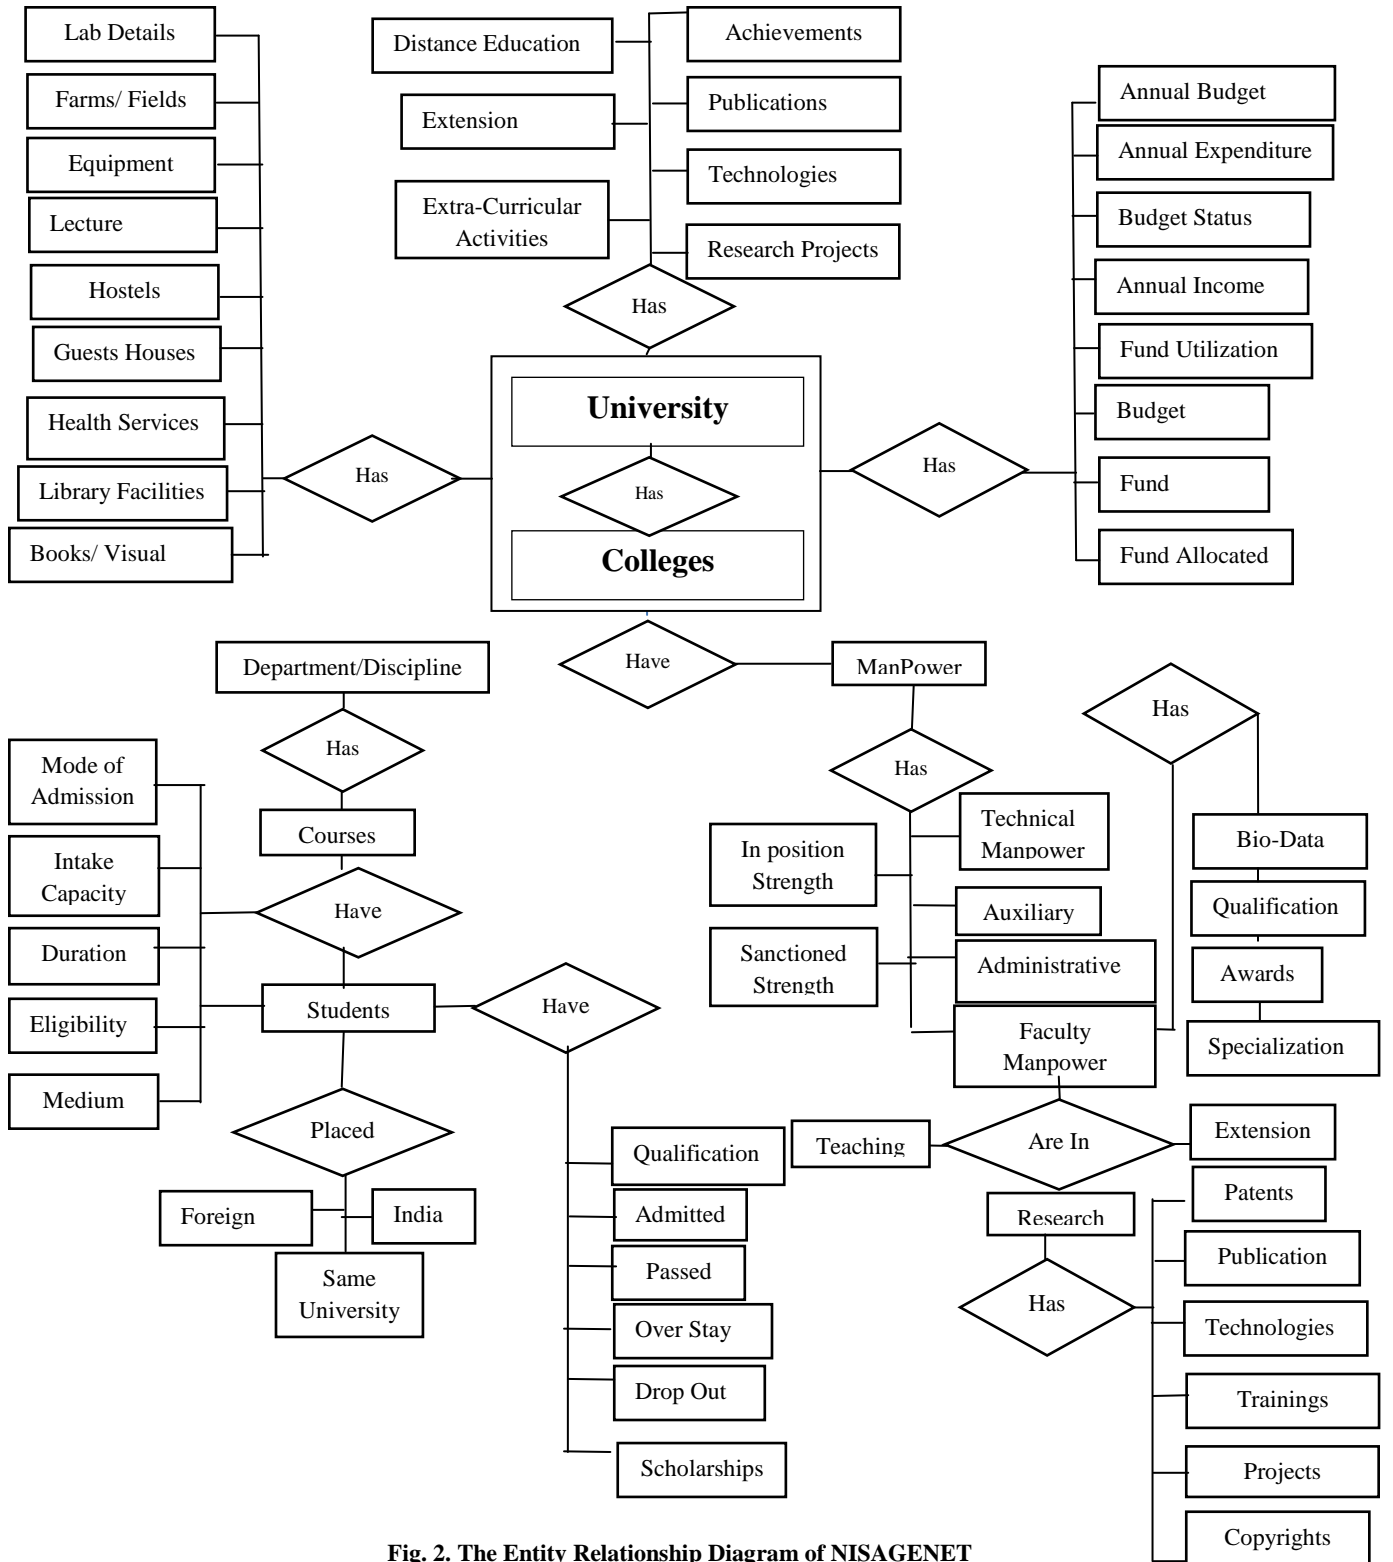 Lab Details
Farms/ Fields
Equipment
Lecture
Hostels
Guests Houses
Health Services
Library Facilities
Books/ Visual
Has
Distance Education
Extension
Extra-Curricular
Activities
Achievements
Publications
Technologies
Research Projects
Has
University
Has
Colleges
Has
Annual Budget
Annual Expenditure
Budget Status
Annual Income
Fund Utilization
Budget
Fund
Fund Allocated
Have
ManPower
Department/Discipline
Has
Courses
Have
Mode of
Admission
Intake
Capacity
Duration
Eligibility
Medium
Students
Have
Placed
Foreign
India
Same
University
Qualification
Admitted
Passed
Over Stay
Drop Out
Scholarships
Has
In position
Strength
Sanctioned
Strength
Technical
Manpower
Auxiliary
Administrative
Faculty
Manpower
Has
Bio-Data
Qualification
Awards
Specialization
Teaching
Are In
Extension
Research
Has
Patents
Publication
Technologies
Trainings
Projects
Copyrights
Fig. 2. The Entity Relationship Diagram of NISAGENET